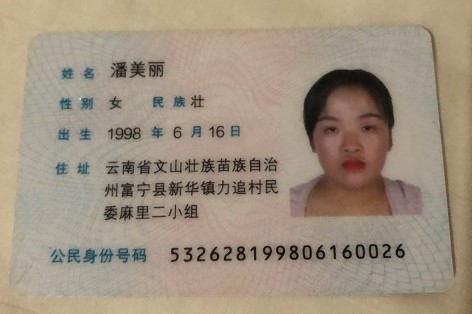 姓名 潘美丽
性别 女 民族 壮
出生 1998 年 6 月 16 日
住址 云南省文山壮族苗族自治
州富宁县新华镇力追村民
委麻里二小组
公民身份号码 532628199806160026